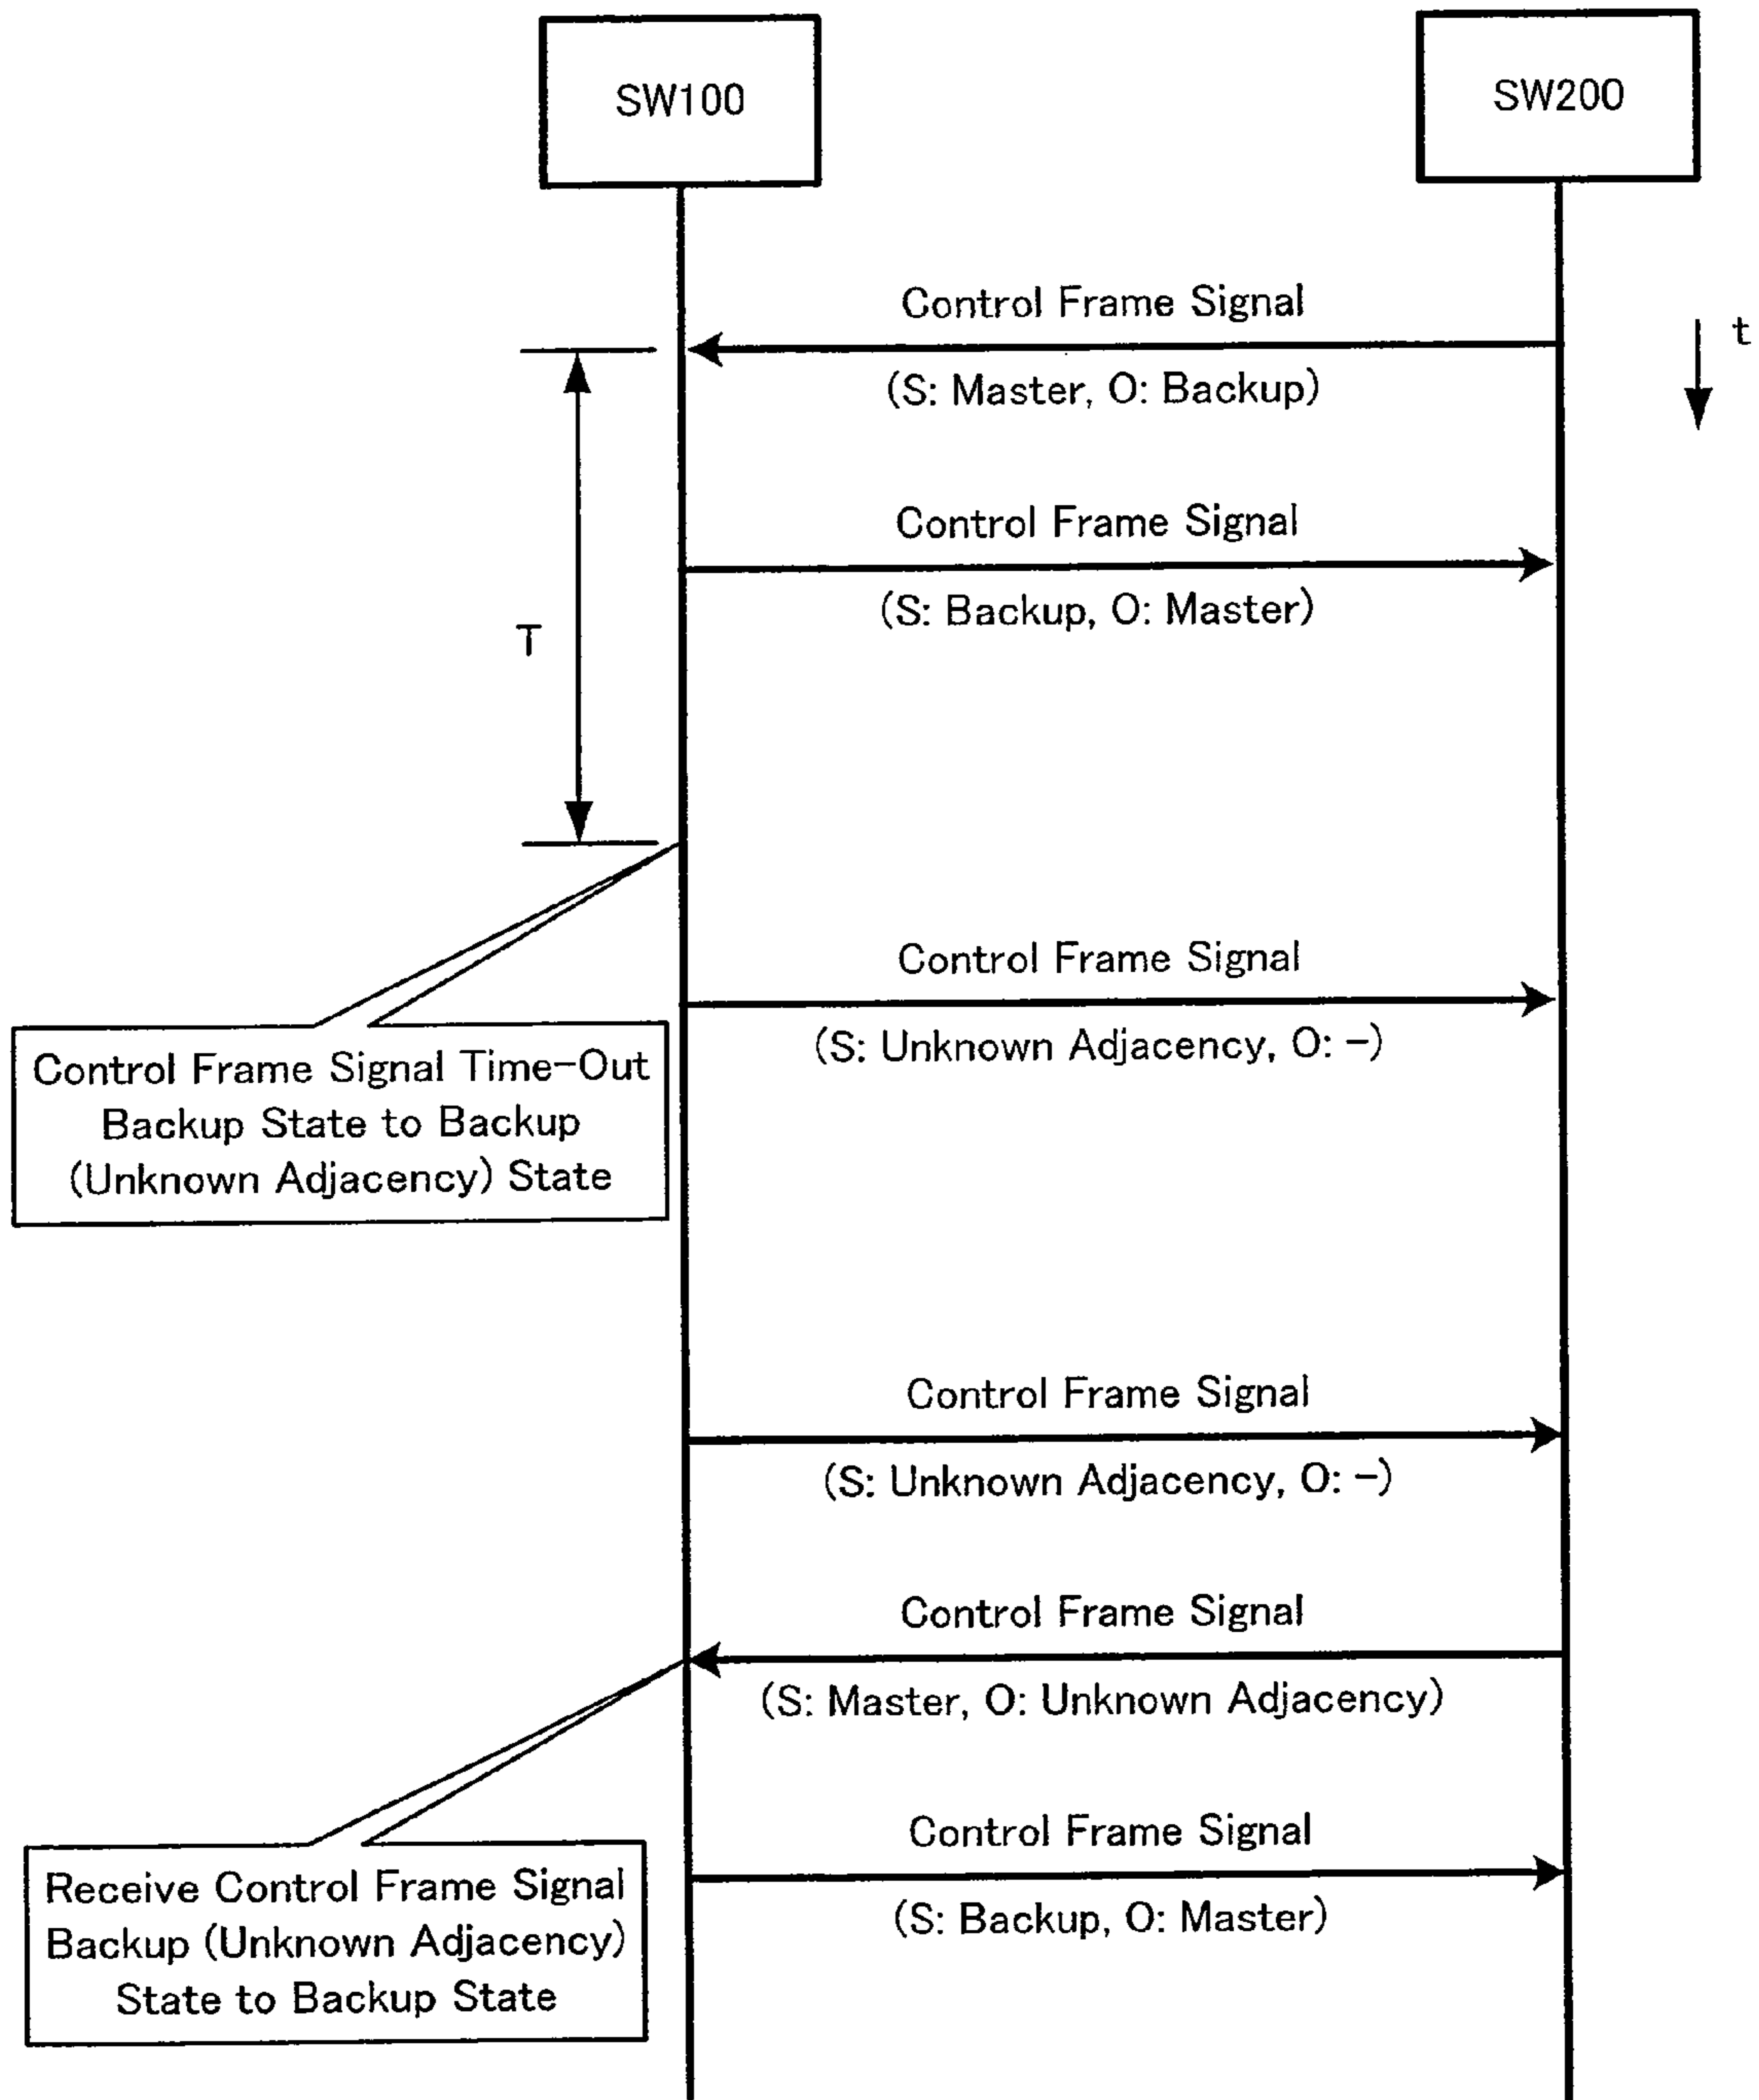 SW100
SW200
Control Frame Signal
t
(S: Master, O: Backup)
Control Frame Signal
(S: Backup, O: Master)
T
Control Frame Signal
(S: Unknown Adjacency, O: -)
Control Frame Signal Time-Out
Backup State to Backup
(Unknown Adjacency) State
Control Frame Signal
(S: Unknown Adjacency, O: -)
Control Frame Signal
(S: Master, O: Unknown Adjacency)
Control Frame Signal
(S: Backup, O: Master)
Receive Control Frame Signal
Backup (Unknown Adjacency)
State to Backup State